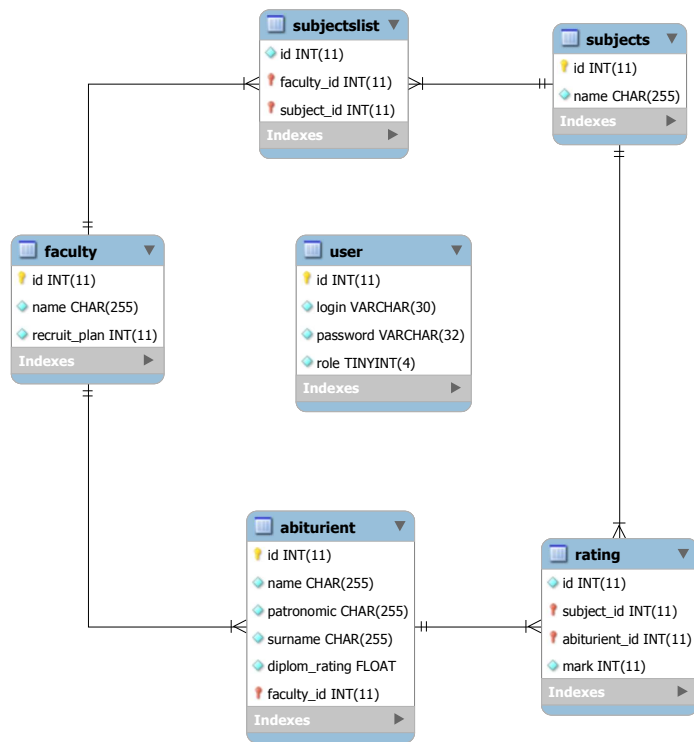 subjectslist
id INT(11)
faculty_id INT(11)
subject_id INT(11)
Indexes
subjects
id INT(11)
name CHAR(255)
Indexes
faculty
id INT(11)
name CHAR(255)
recruit_plan INT(11)
Indexes
user
id INT(11)
login VARCHAR(30)
password VARCHAR(32)
role TINYINT(4)
Indexes
abiturient
id INT(11)
name CHAR(255)
patronomic CHAR(255)
surname CHAR(255)
diplom_rating FLOAT
faculty_id INT(11)
Indexes
rating
id INT(11)
subject_id INT(11)
abiturient_id INT(11)
mark INT(11)
Indexes